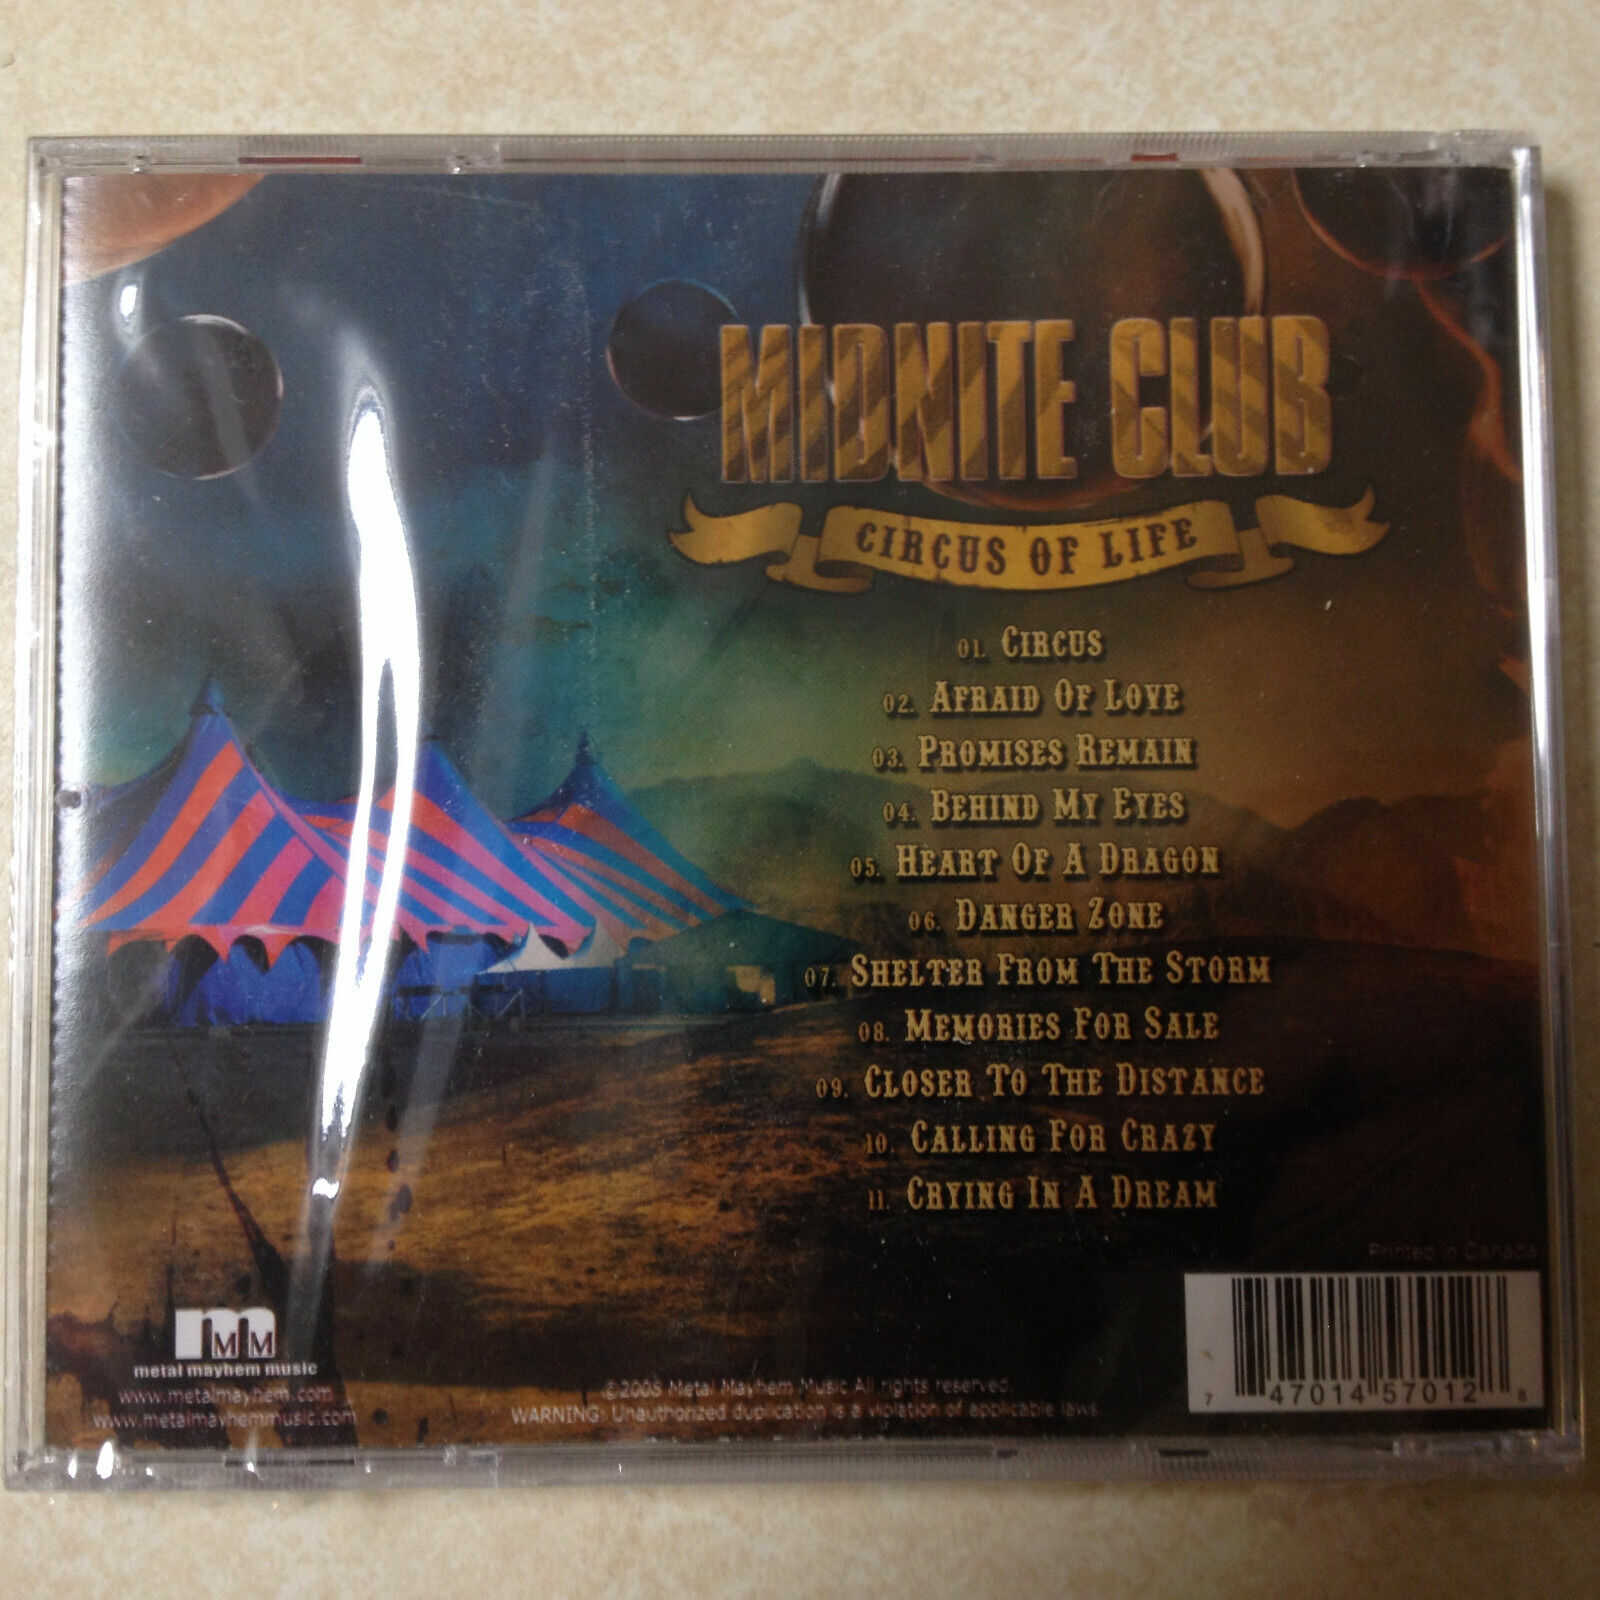 MIDNITE CLUB
CIRCUS OF LIFE
01. CIRCUS
02. AFRAID OF LOVE
03. PROMISES REMAIN
04. BEHIND MY EYES
05. HEART OF A DRAGON
06. DANGER ZONE
07. SHELTER FROM THE STORM
08. MEMORIES FOR SALE
09. CLOSER TO THE DISTANCE
10. CALLING FOR CRAZY
11. CRYING IN A DREAM
Printed in Canada
MM
metal mayhem music
www.metalmayhem.com
www.metalmayhemmusic.com
Metal Mayhem Music All rights reserved.
WARNING: Unauthorized duplication is a violation of applicable laws
7 47014 57012 8